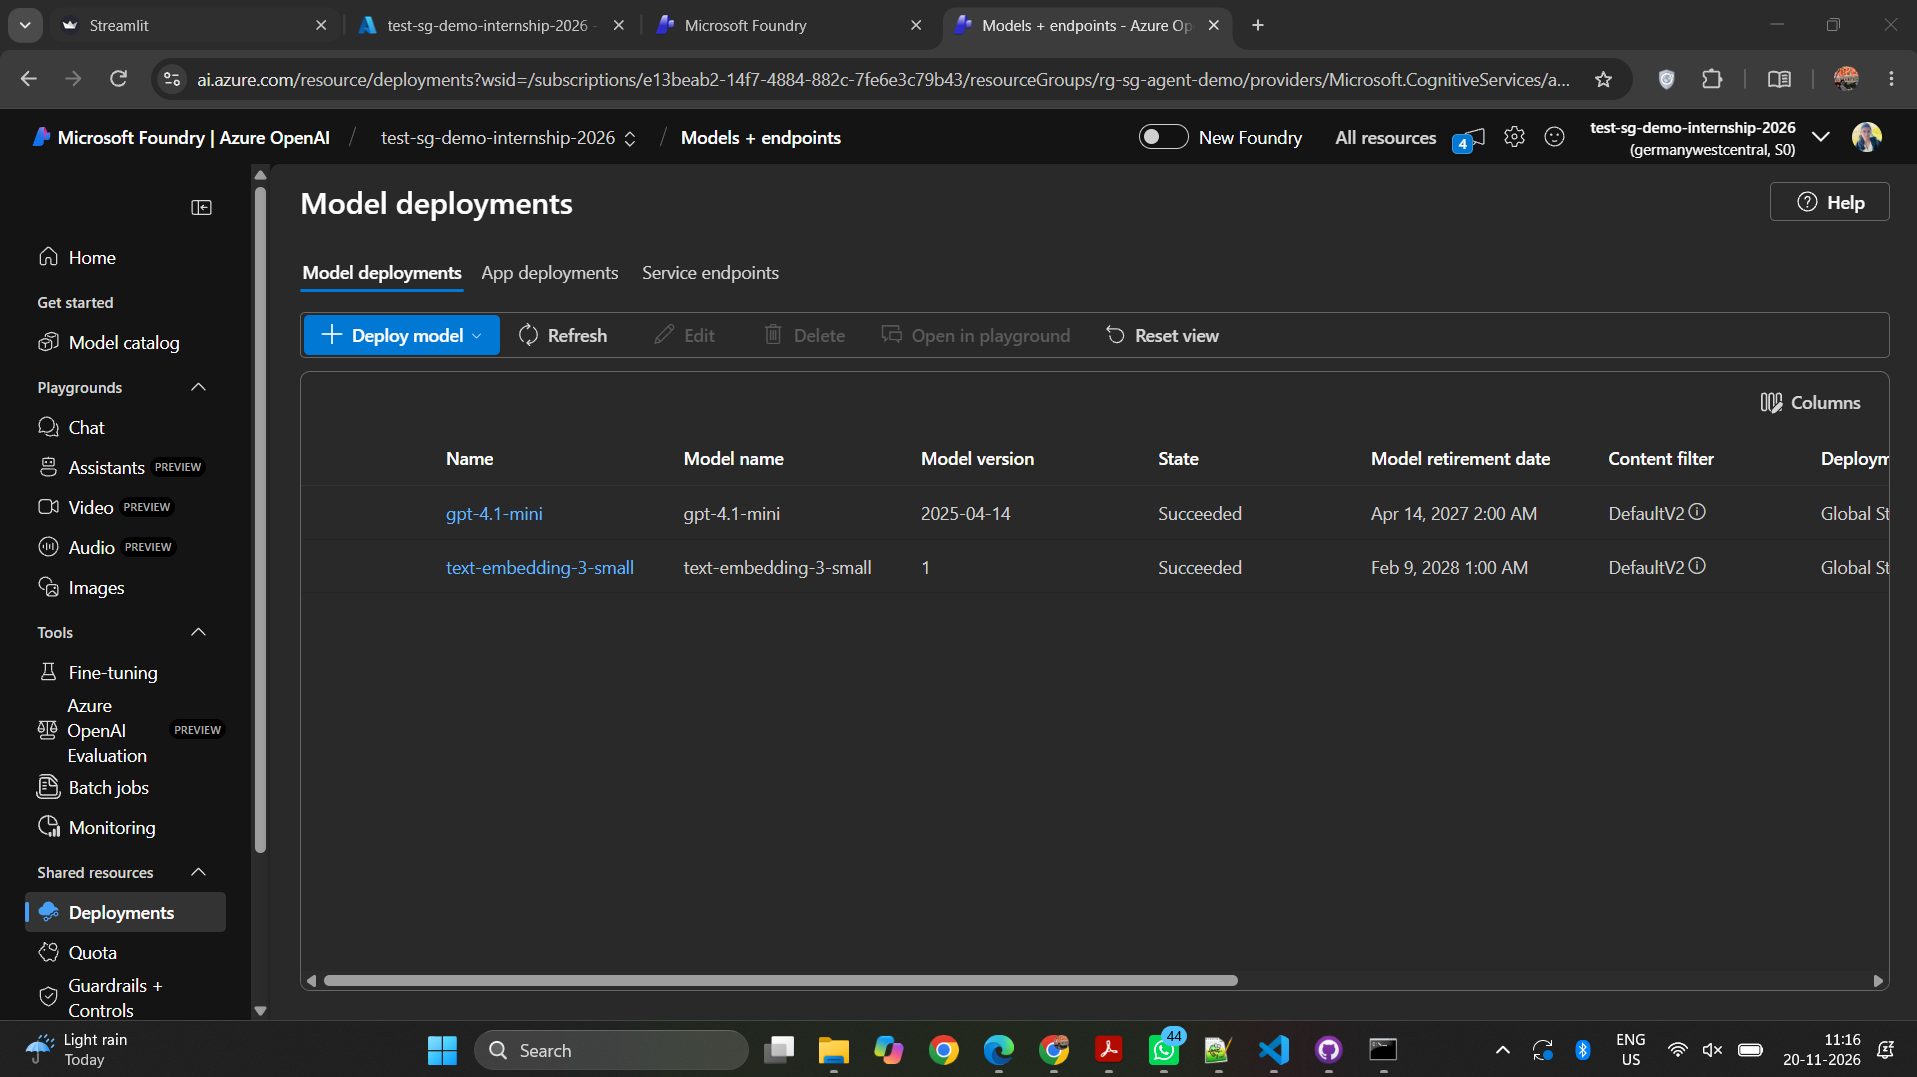 Streamlit
test-sg-demo-internship-2026 -
Microsoft Foundry
Models + endpoints - Azure Op
ai.azure.com/resource/deployments?wsid=/subscriptions/e13beab2-14f7-4884-882c-7fe6e3c79b43/resourceGroups/rg-sg-agent-demo/providers/Microsoft.CognitiveServices/a...
Microsoft Foundry | Azure OpenAI / test-sg-demo-internship-2026 / Models + endpoints
New Foundry
All resources
4
test-sg-demo-internship-2026
(germanywestcentral, S0)
Home
Get started
Model catalog
Playgrounds
Chat
Assistants PREVIEW
Video PREVIEW
Audio PREVIEW
Images
Tools
Fine-tuning
Azure
OpenAI PREVIEW
Evaluation
Batch jobs
Monitoring
Shared resources
Deployments
Quota
Guardrails +
Controls
Model deployments
Help
Model deployments App deployments Service endpoints
Deploy model Refresh Edit Delete Open in playground Reset view
Columns
Name Model name Model version State Model retirement date Content filter Deploym
gpt-4.1-mini gpt-4.1-mini 2025-04-14 Succeeded Apr 14, 2027 2:00 AM DefaultV2 Global St
text-embedding-3-small text-embedding-3-small 1 Succeeded Feb 9, 2028 1:00 AM DefaultV2 Global St
Light rain
Today
Search
44
ENG
US
11:16
20-11-2026